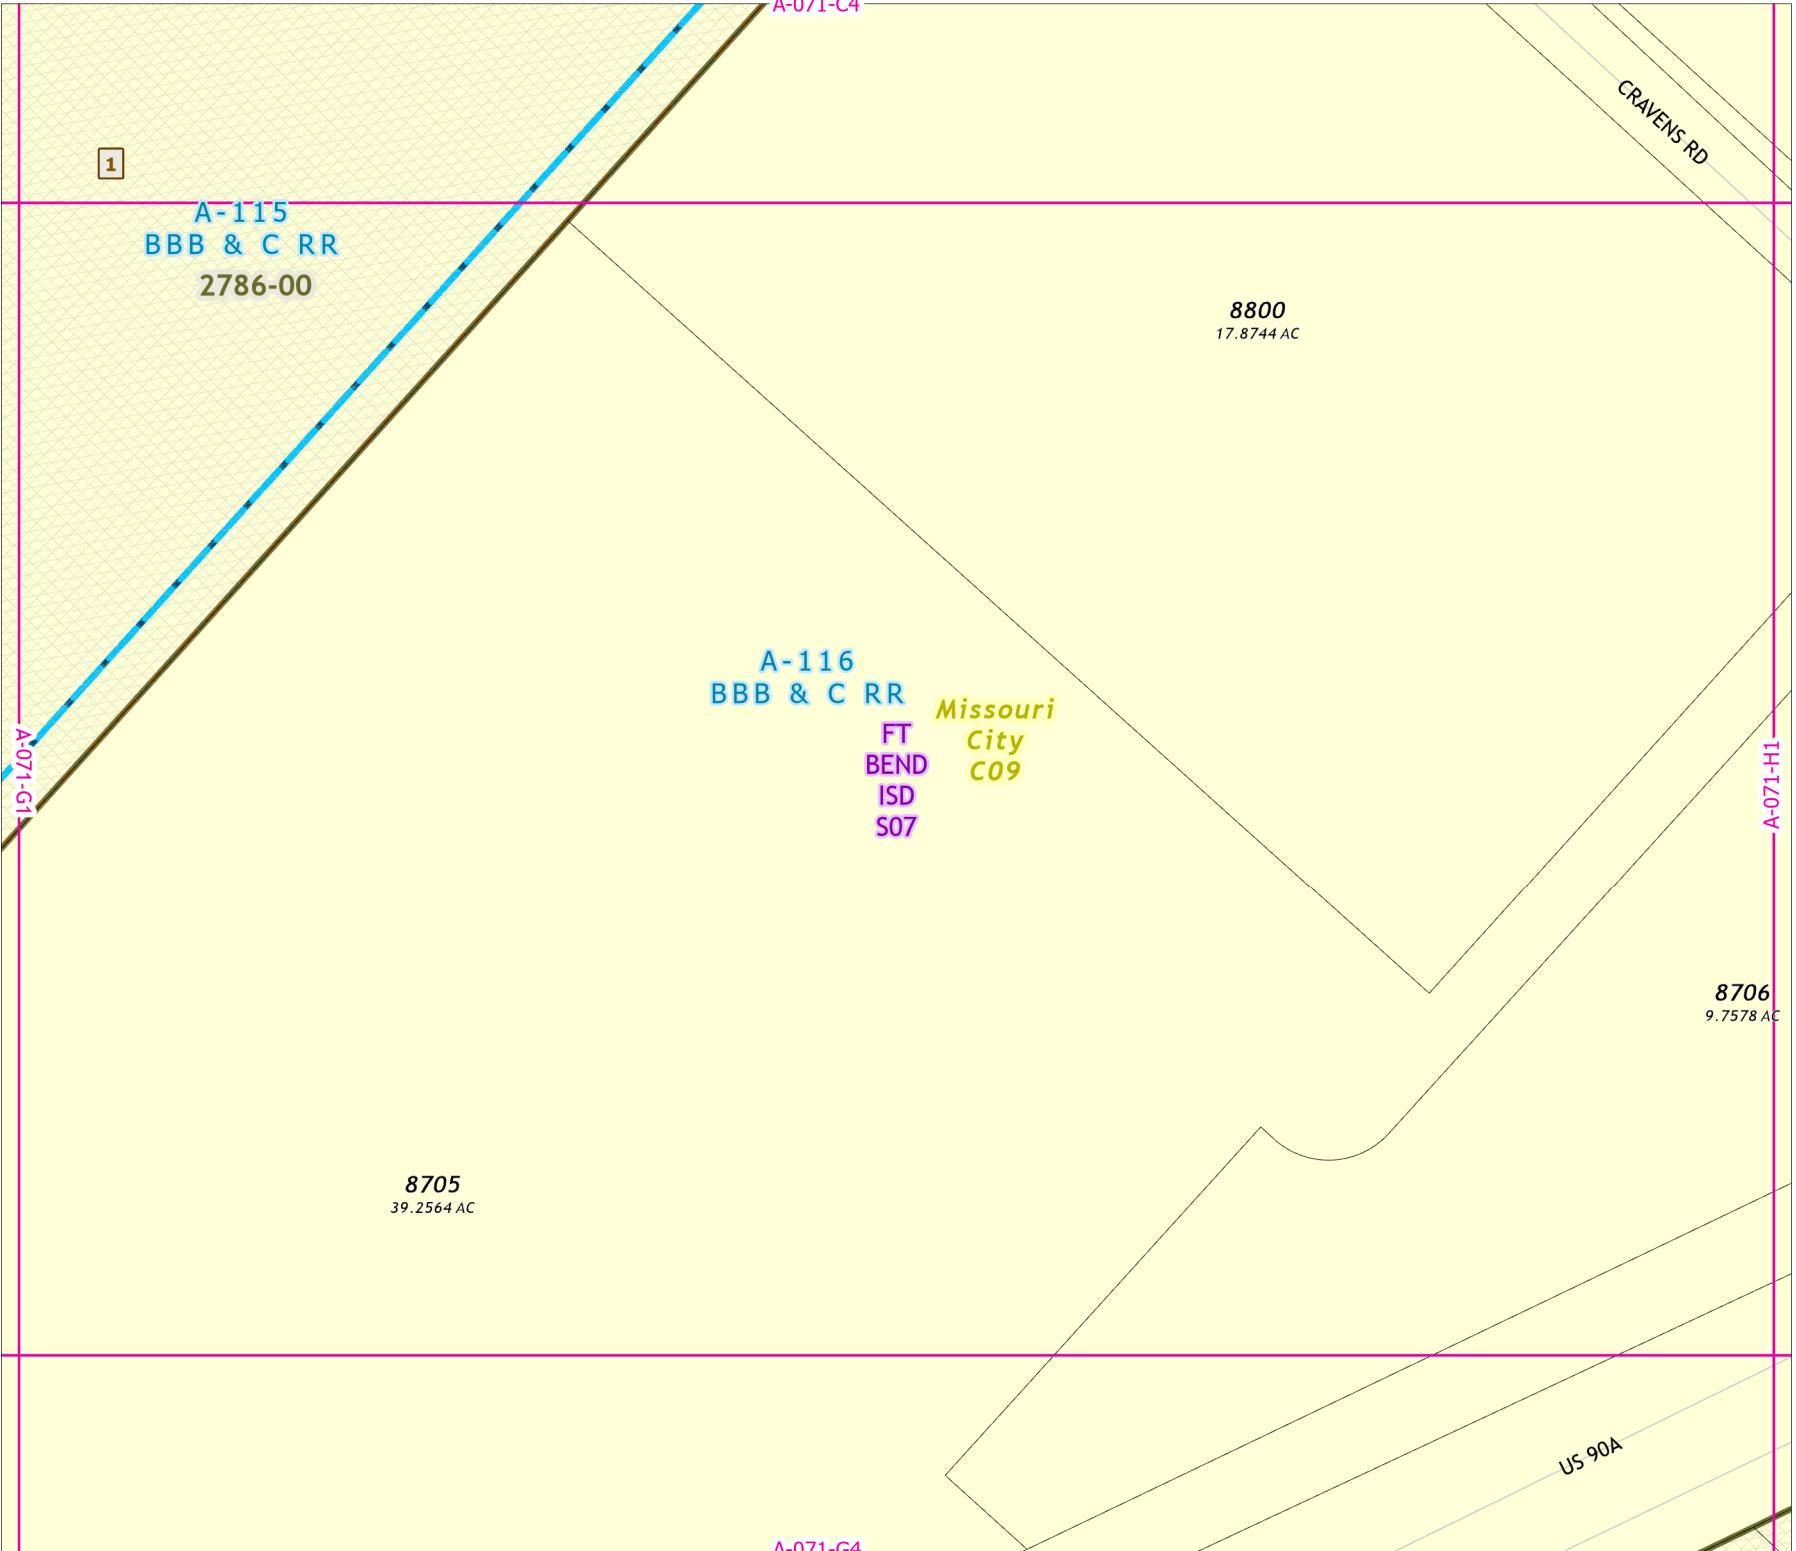 A-071-C4
CRAVENS RD
1
A-115
BBB & C RR
2786-00
8800
17.8744 AC
A-116
BBB & C RR
Missouri
City
C09
FT
BEND
ISD
S07
A-071-G1
A-071-H1
8706
9.7578 AC
8705
39.2564 AC
US 90A
A-071-G4